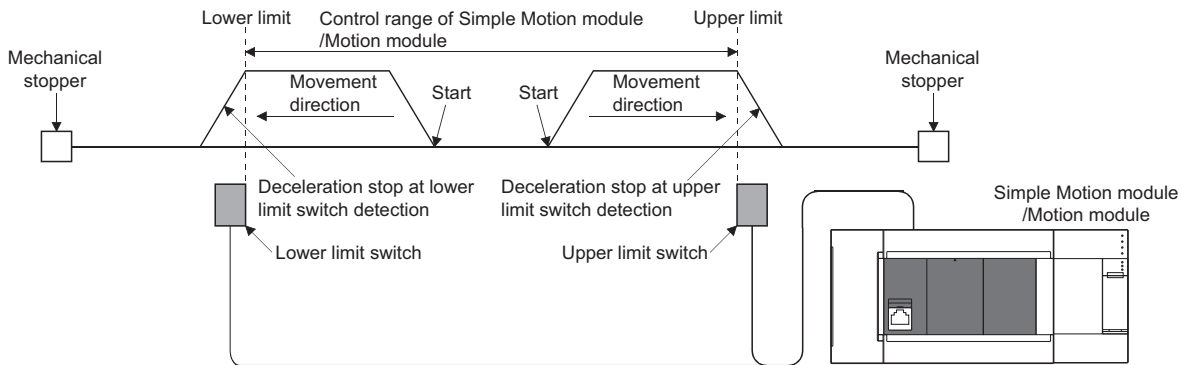 Lower limit
Control range of Simple Motion module
/Motion module
Upper limit
Mechanical
stopper
Movement
direction
Start
Start
Movement
direction
Mechanical
stopper
Deceleration stop at lower
limit switch detection
Deceleration stop at upper
limit switch detection
Simple Motion module
/Motion module
Lower limit switch
Upper limit switch